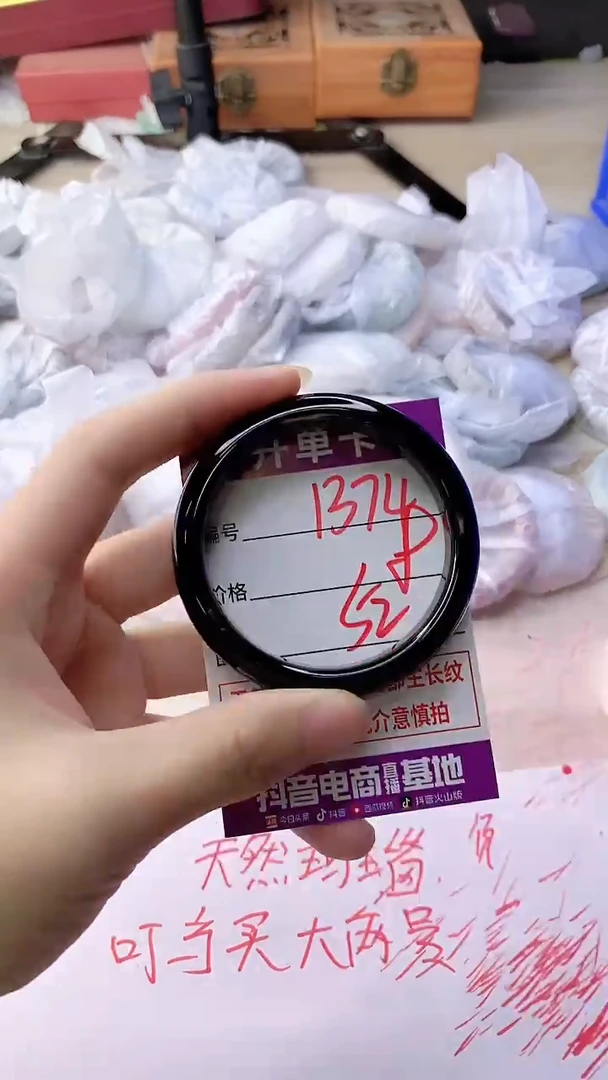 开单卡
编号 1374
价格
52
部生长纹
介意慎拍
抖音电商直播基地
今日头条 抖音 西瓜视频 抖音火山版
天然玛瑙
叮当买大两号